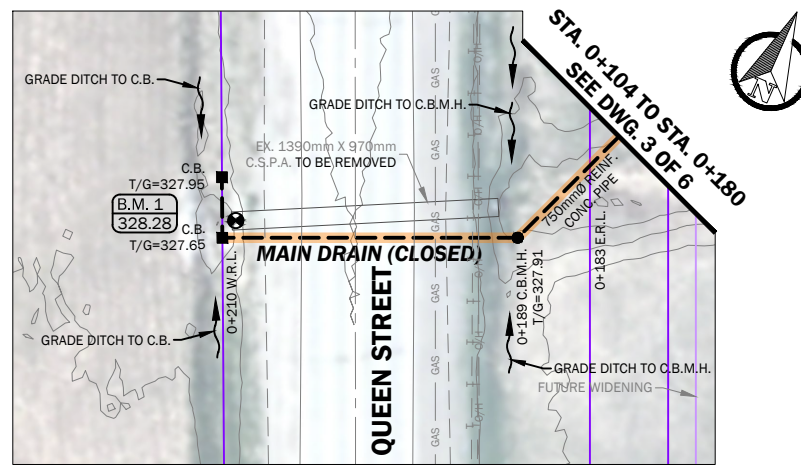 STA. 0+104 TO STA. 0+180
SEE DWG. 3 OF 6
N
GRADE DITCH TO C.B.
GRADE DITCH TO C.B.M.H.
GAS
O/H
EX. 1390mm X 970mm
C.S.P.A. TO BE REMOVED
C.B.
T/G=327.95
B.M. 1
328.28
C.B.
T/G=327.65
750mmØ REINF.
CONC PIPE
MAIN DRAIN (CLOSED)
0+210 W.R.L.
0+189 C.B.M.H.
T/G=327.91
0+183 E.R.L.
GAS
GAS
O/H
QUEEN STREET
GRADE DITCH TO C.B.
GRADE DITCH TO C.B.M.H.
FUTURE WIDENING
GAS
GAS
O/H